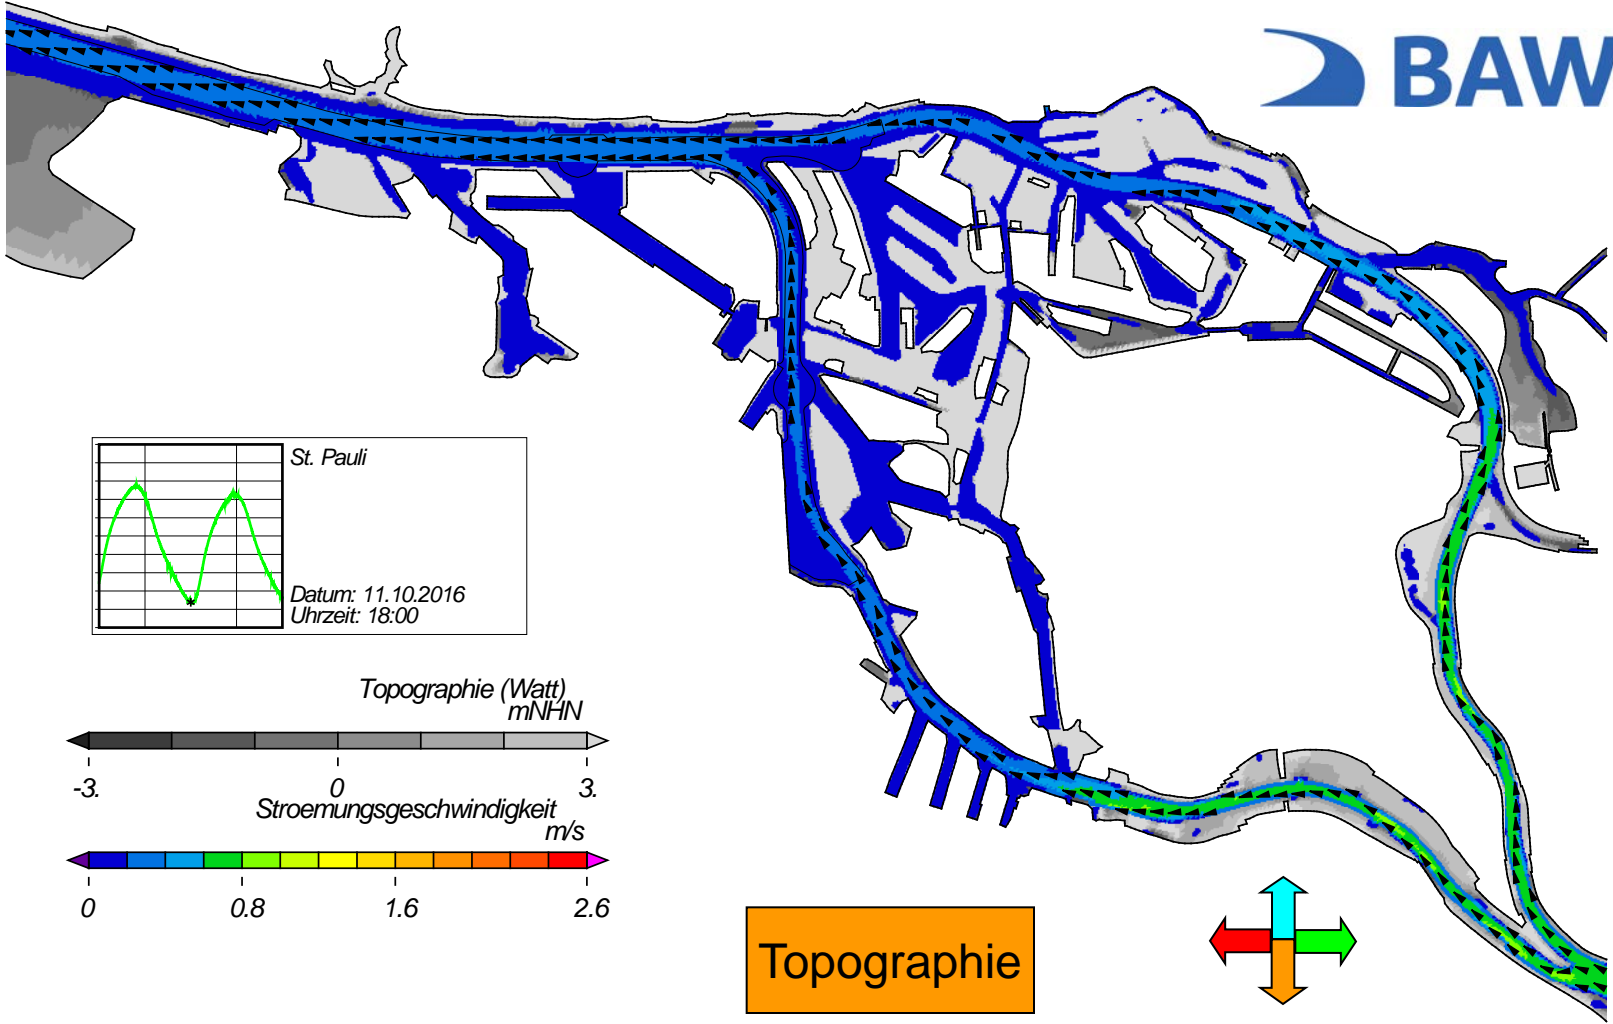 BAW
St. Pauli
Datum: 11.10.2016
Uhrzeit: 18:00
Topographie (Watt)
mNHN
-3. 0 3.
Stroemungsgeschwindigkeit
m/s
0 0.8 1.6 2.6
Topographie